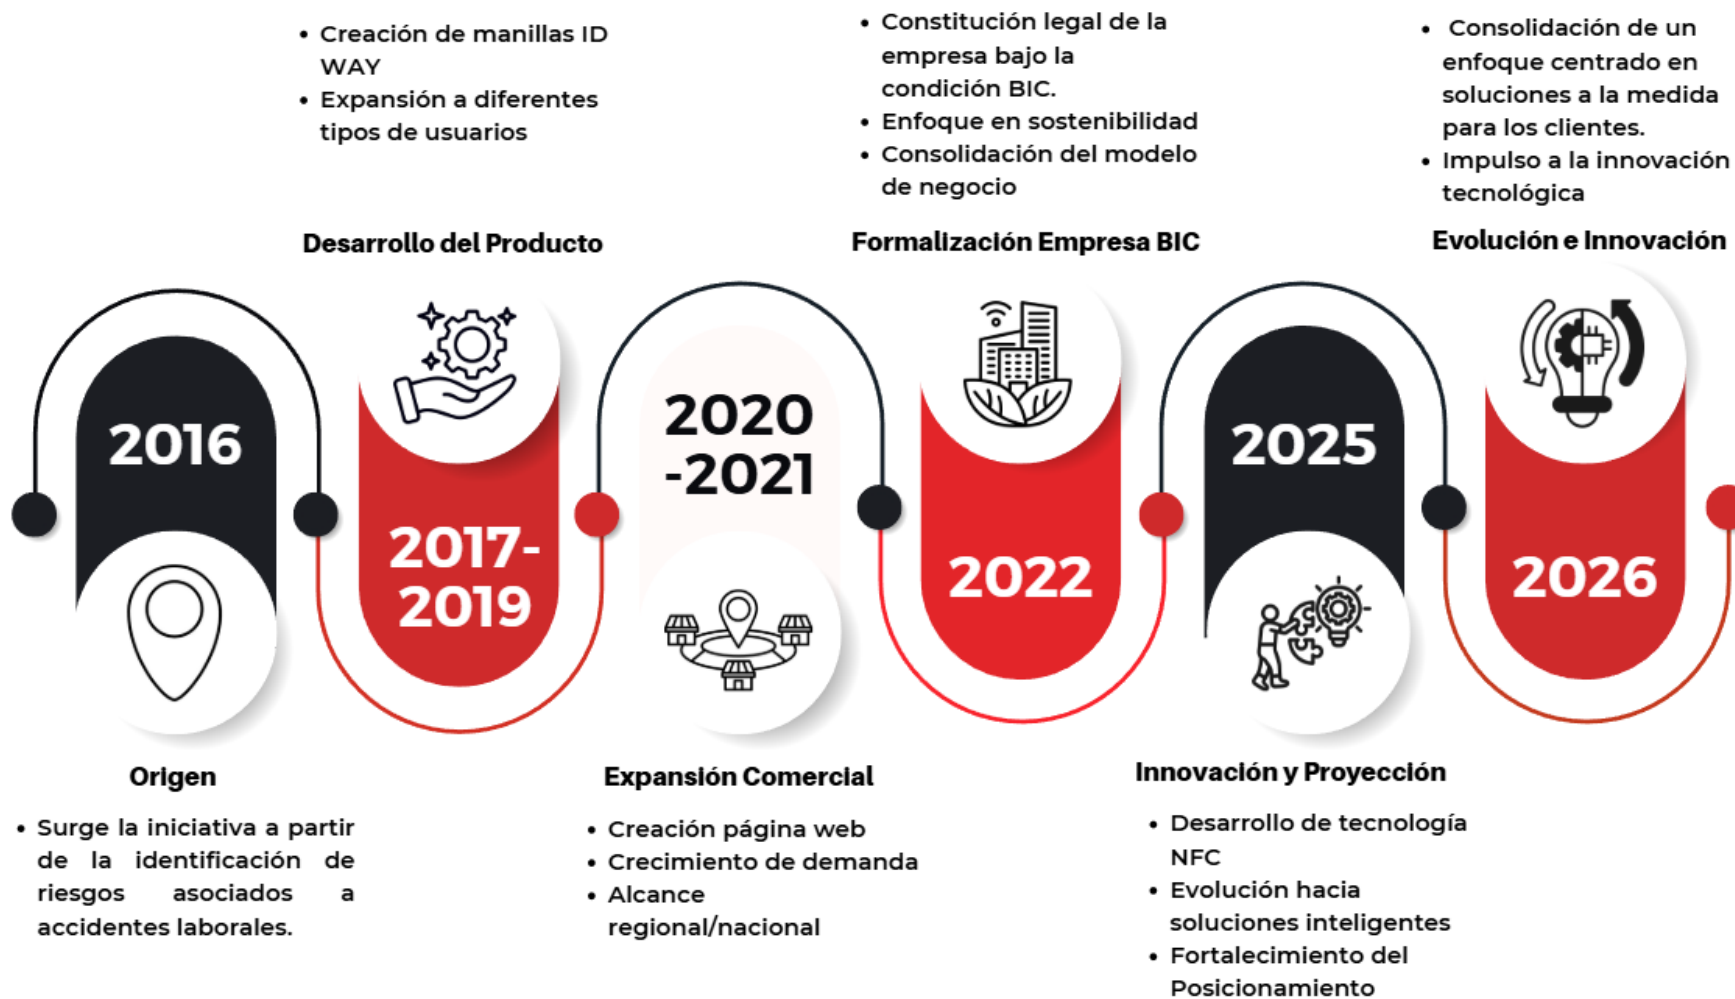 • Creación de manillas ID
WAY
• Expansión a diferentes
tipos de usuarios
Desarrollo del Producto
• Constitución legal de la
empresa bajo la
condición BIC.
• Enfoque en sostenibilidad
• Consolidación del modelo
de negocio
Formalización Empresa BIC
• Consolidación de un
enfoque centrado en
soluciones a la medida
para los clientes.
• Impulso a la innovación
tecnológica
Evolución e Innovación
2016
2017-
2019
2020
-2021
2022
2025
2026
Origen
• Surge la iniciativa a partir
de la identificación de
riesgos asociados a
accidentes laborales.
Expansión Comercial
• Creación página web
• Crecimiento de demanda
• Alcance
regional/nacional
Innovación y Proyección
• Desarrollo de tecnología
NFC
• Evolución hacia
soluciones inteligentes
• Fortalecimiento del
Posicionamiento